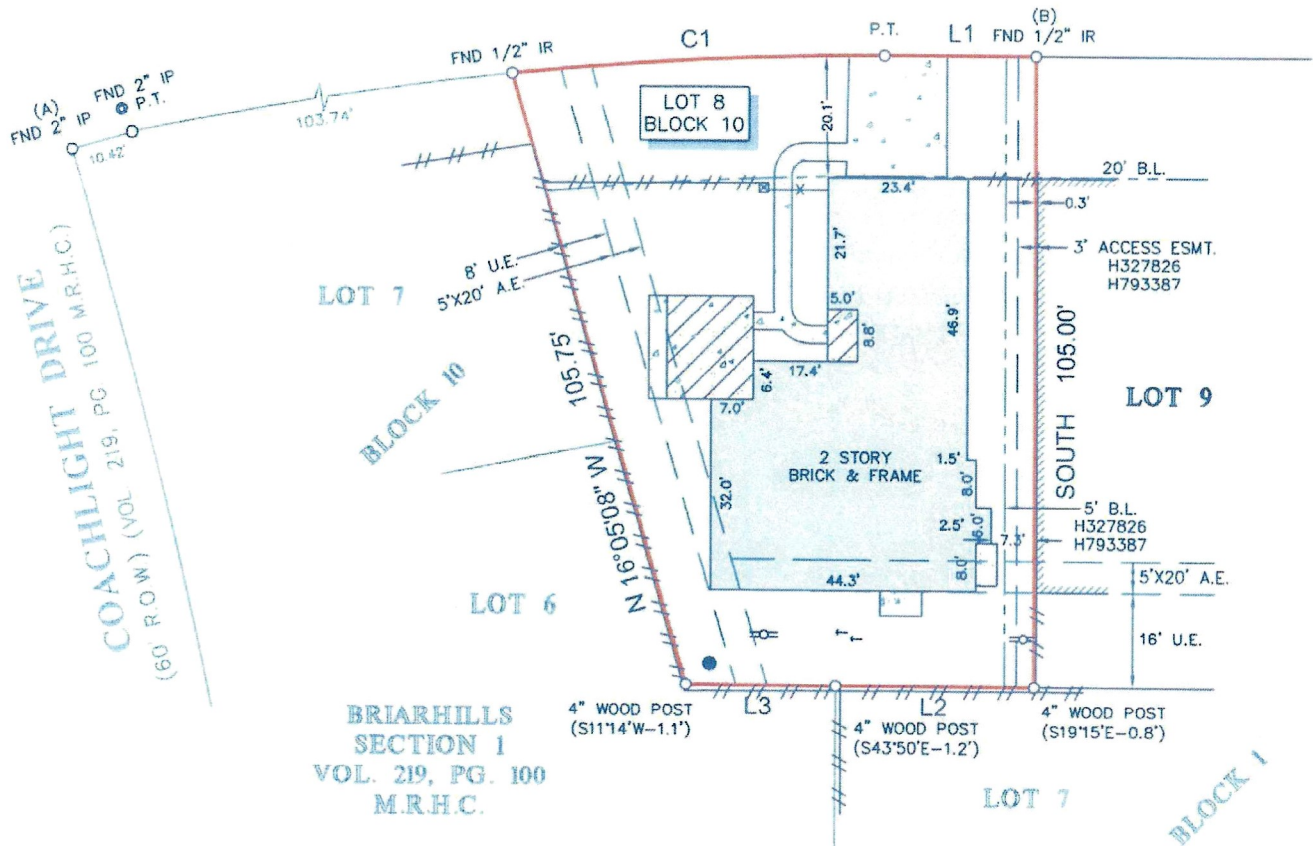 (A)
FND 2" IP
FND 2" IP
P.T.
10.42'
103.74'
FND 1/2" IR
C1
P.T.
L1
(B)
FND 1/2" IR
LOT 8
BLOCK 10
20.1'
20' B.L.
23.4'
0.3'
3' ACCESS ESMT.
H327826
H793387
8' U.E.
5'X20' A.E.
LOT 7
21.7'
5.0'
8.8'
46.9'
17.4'
6.4'
7.0'
105.75'
N 16°05'08" W
BLOCK 10
SOUTH 105.00'
LOT 9
COACHLIGHT DRIVE
(60' R.O.W) (VOL. 219, PG 100 M.R.H.C.)
2 STORY
BRICK & FRAME
32.0'
1.5'
8.0'
2.5'
6.0'
7.3'
8.0'
5' B.L.
H327826
H793387
5'X20' A.E.
44.3'
LOT 6
16' U.E.
4" WOOD POST
(S11°14'W-1.1')
L3
4" WOOD POST
(S43°50'E-1.2')
L2
4" WOOD POST
(S19°15'E-0.8')
BRIARHILLS
SECTION 1
VOL. 219, PG. 100
M.R.H.C.
LOT 7
BLOCK 1